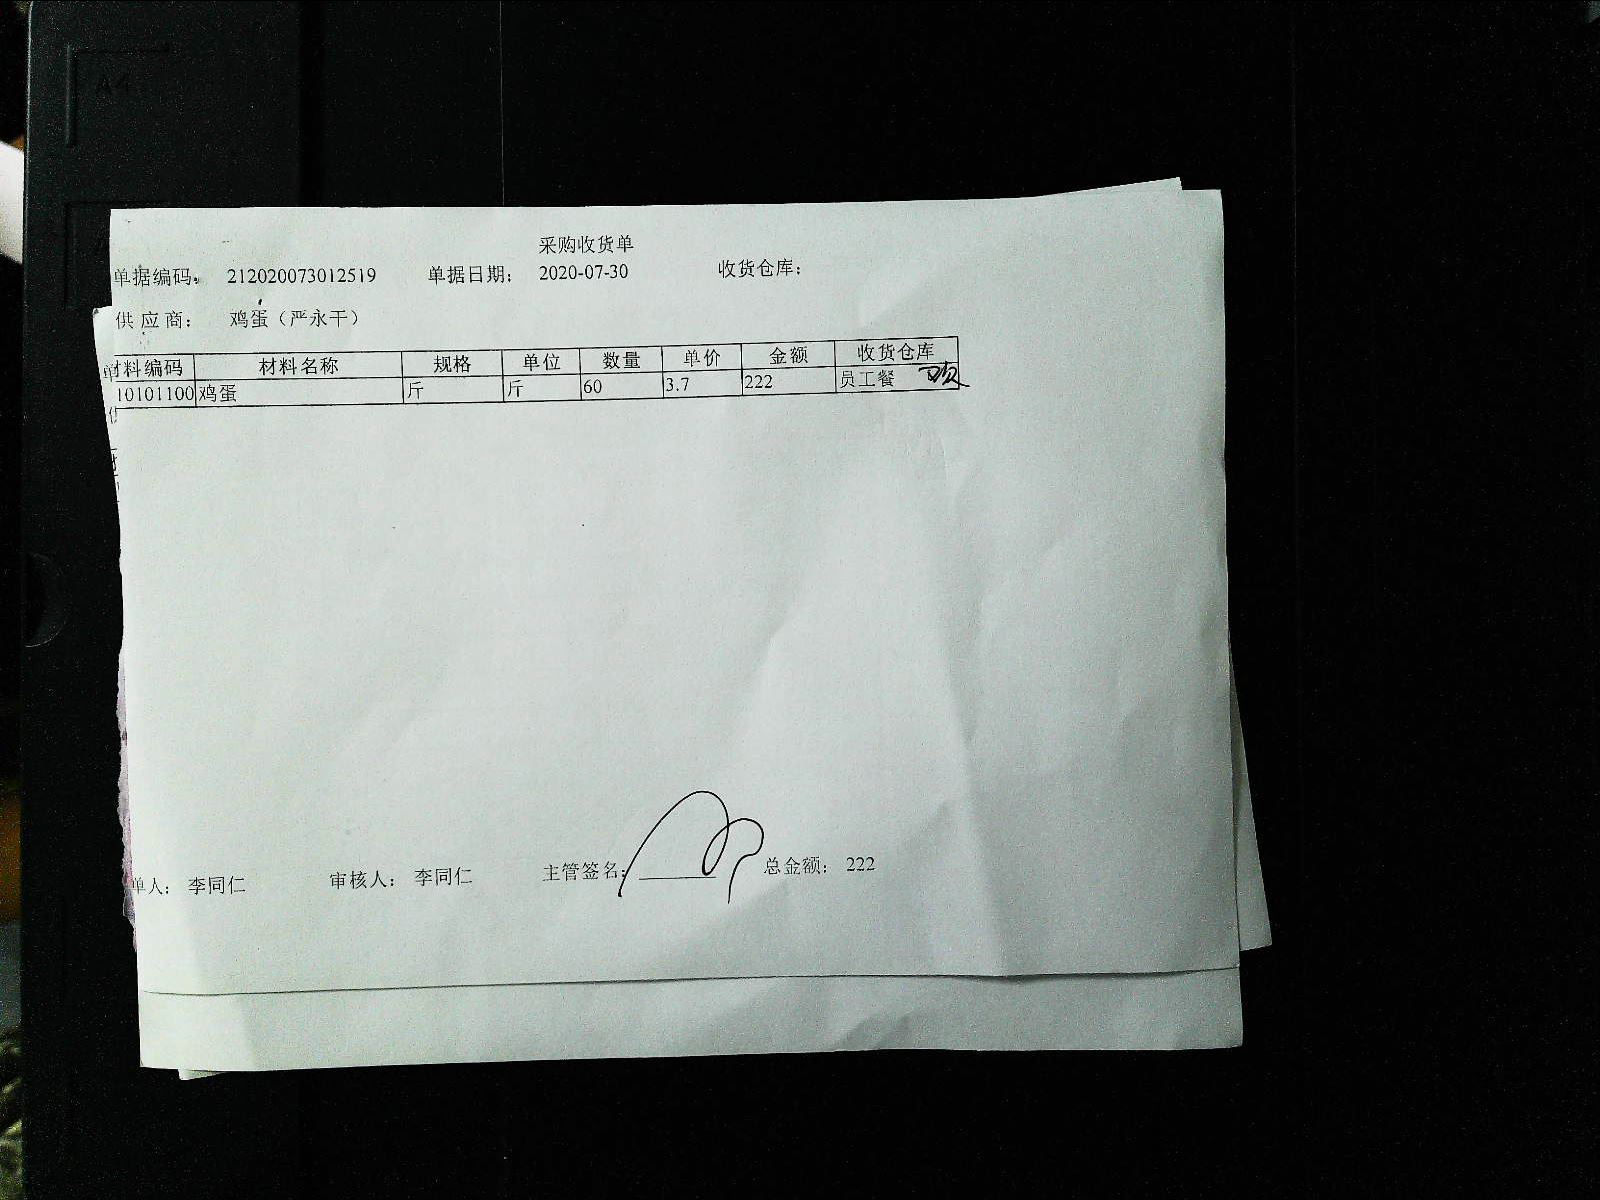 A4
采购收货单
单据编码： 212020073012519 单据日期： 2020-07-30 收货仓库：
供应商： 鸡蛋（严永干）
材料编码 材料名称 规格 单位 数量 单价 金额 收货仓库
10101100 鸡蛋 斤 斤 60 3.7 222 员工餐
单人： 李同仁 审核人： 李同仁 主管签名： 总金额： 222